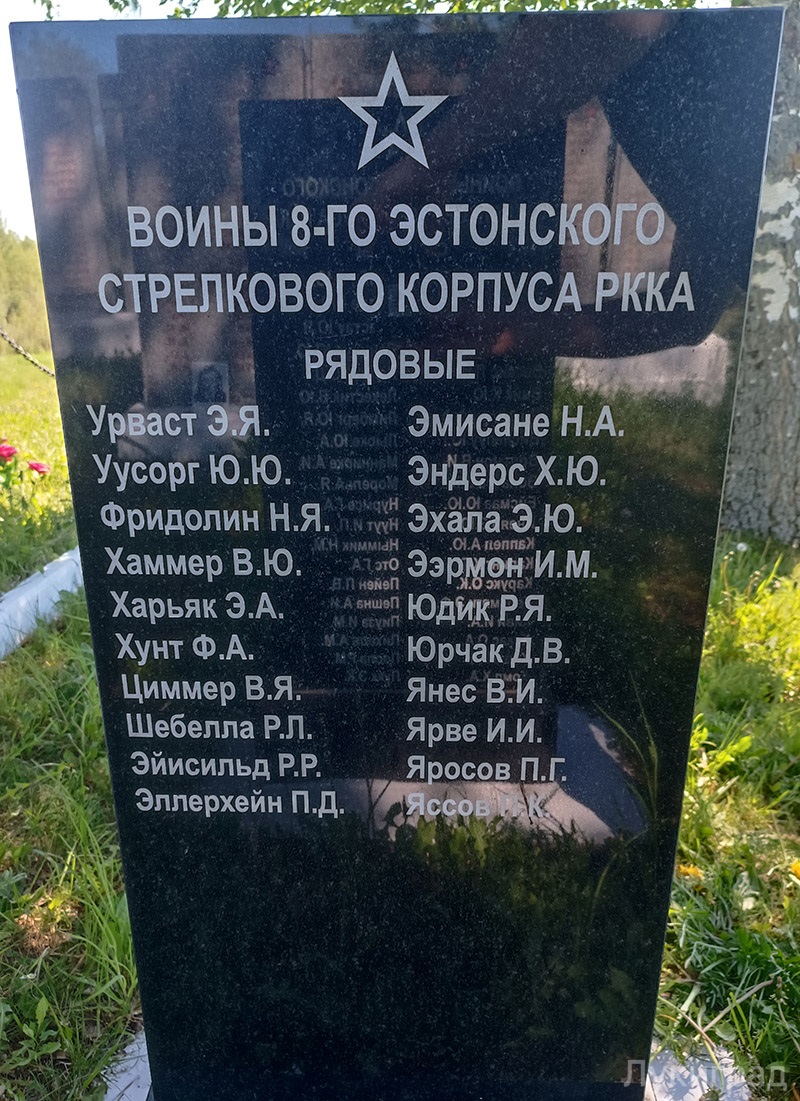 ВОИНЫ 8-ГО ЭСТОНСКОГО
СТРЕЛКОВОГО КОРПУСА РККА
РЯДОВЫЕ
Урваст Э.Я.
Уусорг Ю.Ю.
Фридолин Н.Я.
Хаммер В.Ю.
Харьяк Э.А.
Хунт Ф.А.
Циммер В.Я.
Шебелла Р.Л.
Эйисильд Р.Р.
Эллерхейн П.Д.
Эмисане Н.А.
Эндерс Х.Ю.
Эхала Э.Ю.
Ээрмон И.М.
Юдик Р.Я.
Юрчак Д.В.
Янес В.И.
Ярве И.И.
Яросов П.Г.
Яссов П.К.